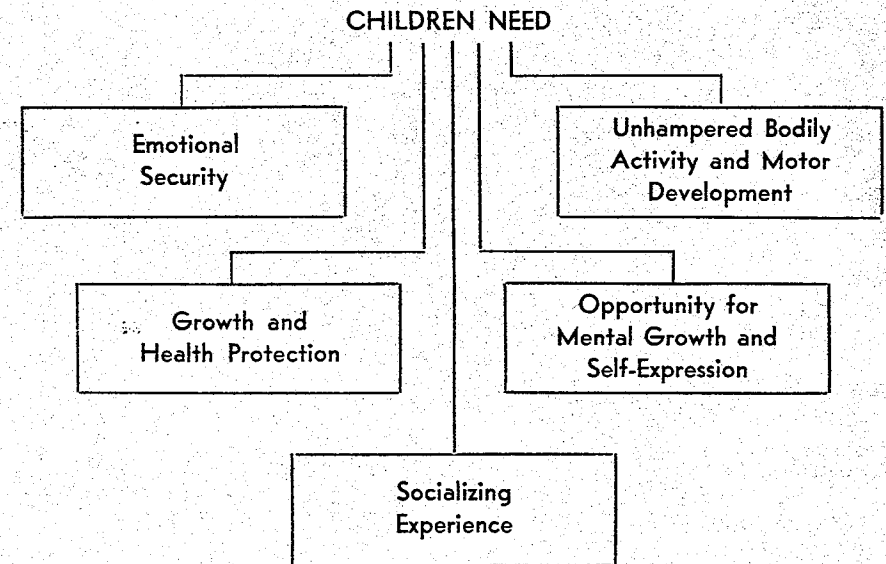 CHILDREN NEED
Emotional
Security
Unhampered Bodily
Activity and Motor
Development
Growth and
Health Protection
Opportunity for
Mental Growth and
Self-Expression
Socializing
Experience